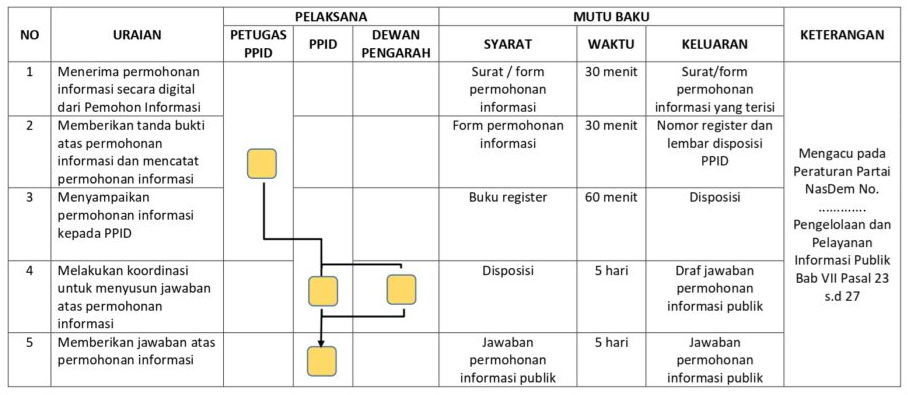 PELAKSANA MUTU BAKU
NO URAIAN PETUGAS PPID DEWAN SYARAT WAKTU KELUARAN KETERANGAN
PPID PENGARAH
1 Menerima permohonan Surat / form 30 menit Surat/form
informasi secara digital permohonan permohonan
dari Pemohon Informasi informasi informasi yang terisi
2 Memberikan tanda bukti Form permohonan 30 menit Nomor register dan
atas permohonan informasi lembar disposisi
informasi dan mencatat PPID
permohonan informasi
3 Menyampaikan Buku register 60 menit Disposisi
permohonan informasi
kepada PPID
4 Melakukan koordinasi Disposisi 5 hari Draf jawaban
untuk menyusun jawaban permohonan
atas permohonan informasi publik
informasi
5 Memberikan jawaban atas Jawaban 5 hari Jawaban
permohonan informasi permohonan permohonan
informasi publik informasi publik
Mengacu pada
Peraturan Partai
NasDem No.
.............
Pengelolaan dan
Pelayanan
Informasi Publik
Bab VII Pasal 23
s.d 27